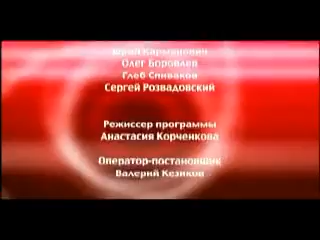 Олег Боровлев
Глеб Спиваков
Сергей Розвадовский
Режиссер программы
Анастасия Корченкова
Оператор-постановщик
Валерий Кезиков